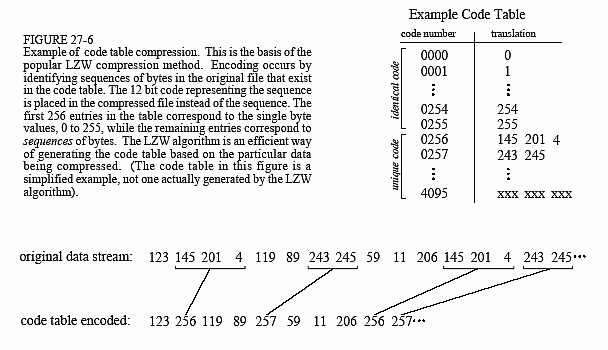 FIGURE 27-6
Example of code table compression. This is the basis of the
popular LZW compression method. Encoding occurs by
identifying sequences of bytes in the original file that exist
in the code table. The 12 bit code representing the sequence
is placed in the compressed file instead of the sequence. The
first 256 entries in the table correspond to the single byte
values, 0 to 255, while the remaining entries correspond to
sequences of bytes. The LZW algorithm is an efficient way
of generating the code table based on the particular data
being compressed. (The code table in this figure is a
simplified example, not one actually generated by the LZW
algorithm).
Example Code Table
code number translation
identical code
0000 0
0001 1
0254 254
0255 255
unique code
0256 145 201 4
0257 243 245
4095 xxx xxx xxx
original data stream: 123 145 201 4 119 89 243 245 59 11 206 145 201 4 243 245•••
code table encoded: 123 256 119 89 257 59 11 206 256 257•••